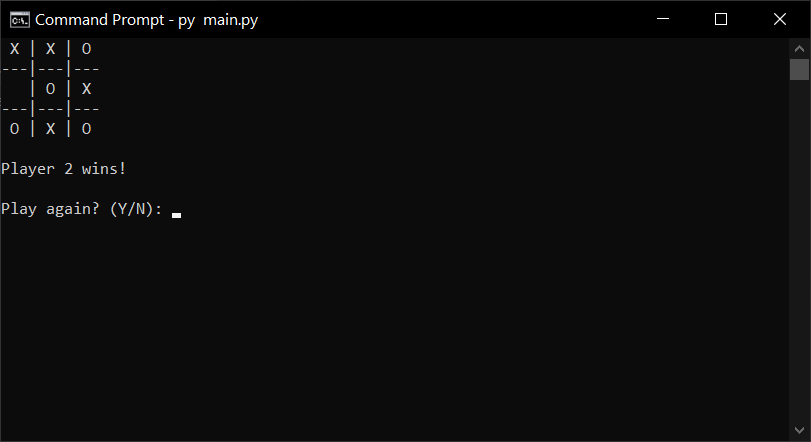 Command Prompt - py  main.py
 X | X | O
---|---|---
   | O | X
---|---|---
 O | X | O
Player 2 wins!
Play again? (Y/N):